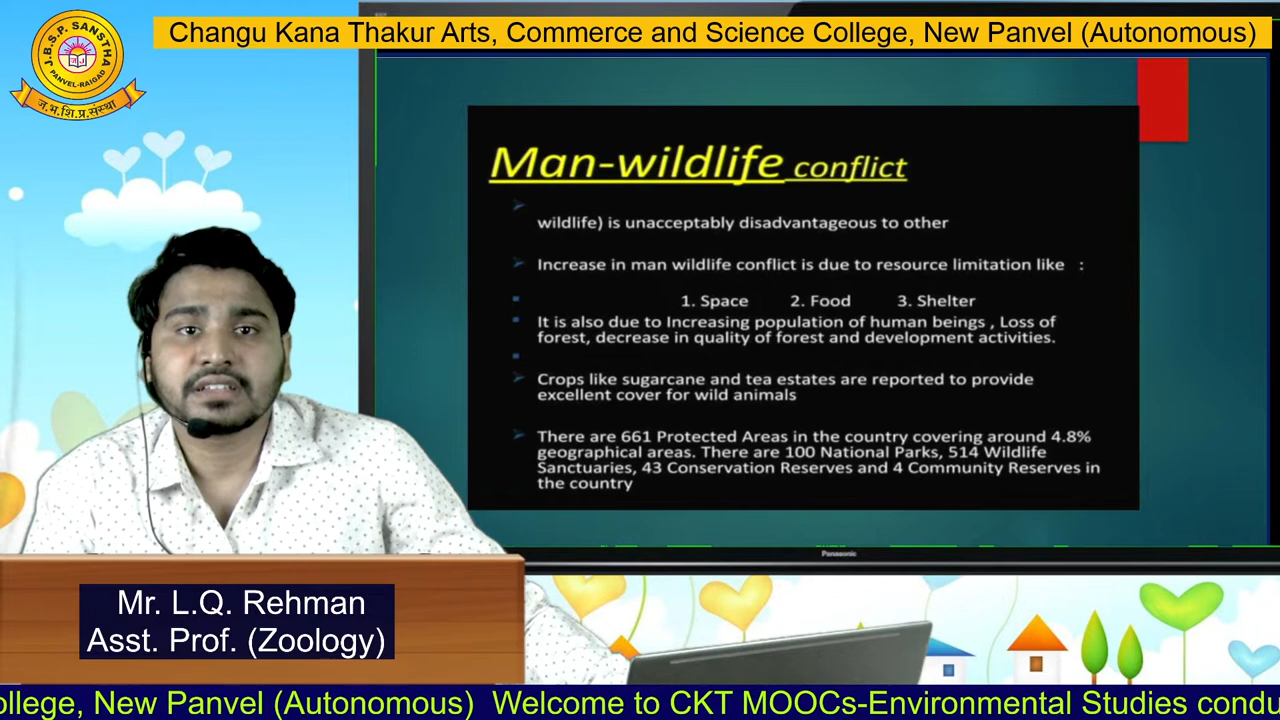 Changu Kana Thakur Arts, Commerce and Science College, New Panvel (Autonomous)
J.B.S.P. SANSTHA
PANVEL-RAIGAD
ज.भ.शि.प्र.संस्था
Man-wildlife conflict
wildlife) is unacceptably disadvantageous to other
Increase in man wildlife conflict is due to resource limitation like :
1. Space 2. Food 3. Shelter
It is also due to Increasing population of human beings , Loss of
forest, decrease in quality of forest and development activities.
Crops like sugarcane and tea estates are reported to provide
excellent cover for wild animals
There are 661 Protected Areas in the country covering around 4.8%
geographical areas. There are 100 National Parks, 514 Wildlife
Sanctuaries, 43 Conservation Reserves and 4 Community Reserves in
the country
Panasonic
Mr. L.Q. Rehman
Asst. Prof. (Zoology)
ollege, New Panvel (Autonomous) Welcome to CKT MOOCs-Environmental Studies condu